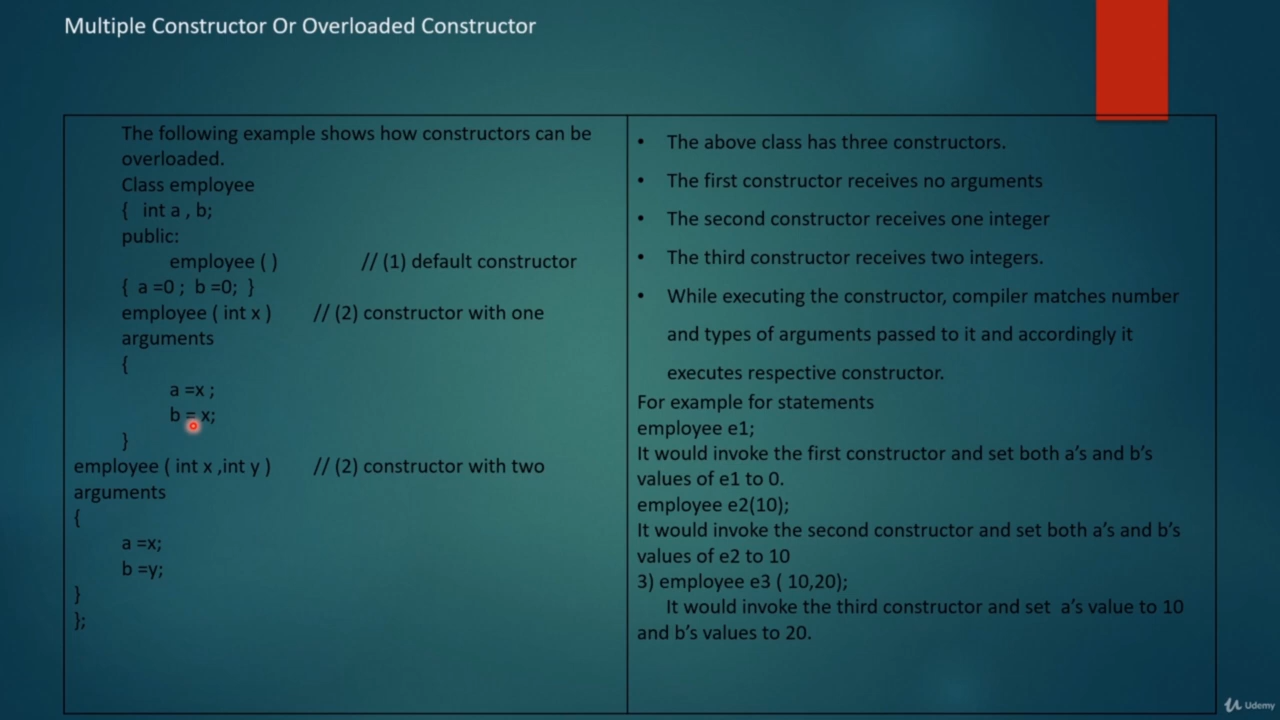 Multiple Constructor Or Overloaded Constructor
The following example shows how constructors can be
overloaded.
Class employee
{ int a , b;
public:
employee ( ) // (1) default constructor
{ a =0 ; b =0; }
employee ( int x ) // (2) constructor with one
arguments
{
a =x ;
b = x;
}
employee ( int x ,int y ) // (2) constructor with two
arguments
{
a =x;
b =y;
}
};
• The above class has three constructors.
• The first constructor receives no arguments
• The second constructor receives one integer
• The third constructor receives two integers.
• While executing the constructor, compiler matches number
and types of arguments passed to it and accordingly it
executes respective constructor.
For example for statements
employee e1;
It would invoke the first constructor and set both a’s and b’s
values of e1 to 0.
employee e2(10);
It would invoke the second constructor and set both a’s and b’s
values of e2 to 10
3) employee e3 ( 10,20);
It would invoke the third constructor and set a’s value to 10
and b’s values to 20.
Udemy